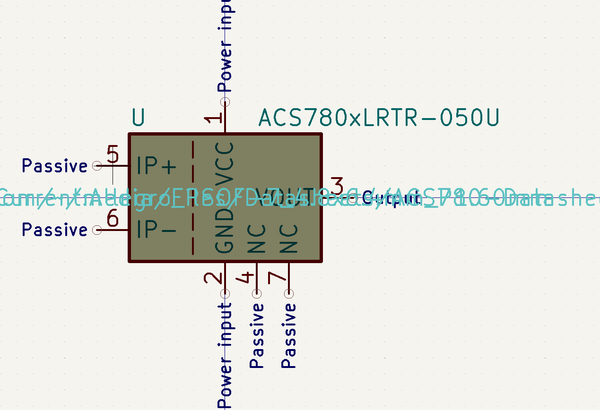 Power input
1
U
ACS780xLRTR-050U
Passive
5
IP+
VCC
3
Output
VOUT
Passive
6
IP-
GND
NC
NC
2
4
7
Power input
Passive
Passive